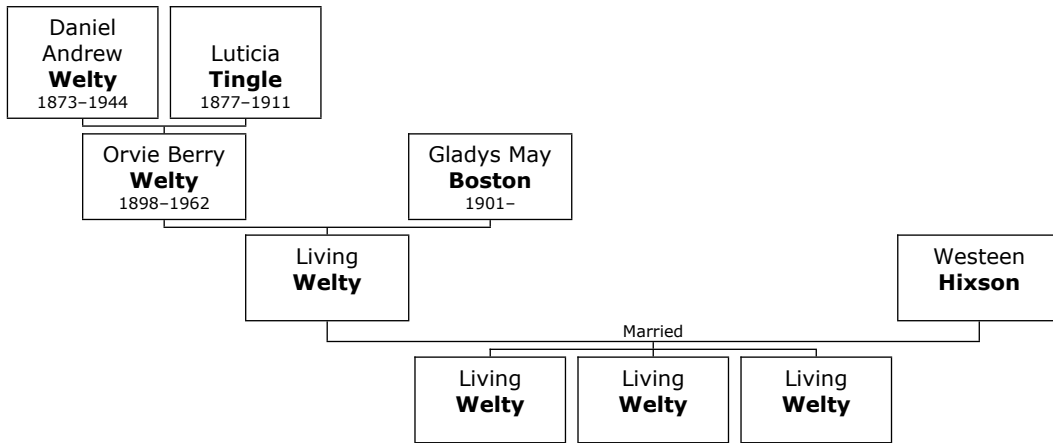 Daniel
Andrew
Welty
1873–1944
Luticia
Tingle
1877–1911
Orvie Berry
Welty
1898–1962
Gladys May
Boston
1901–
Living
Welty
Westeen
Hixson
Married
Living
Welty
Living
Welty
Living
Welty